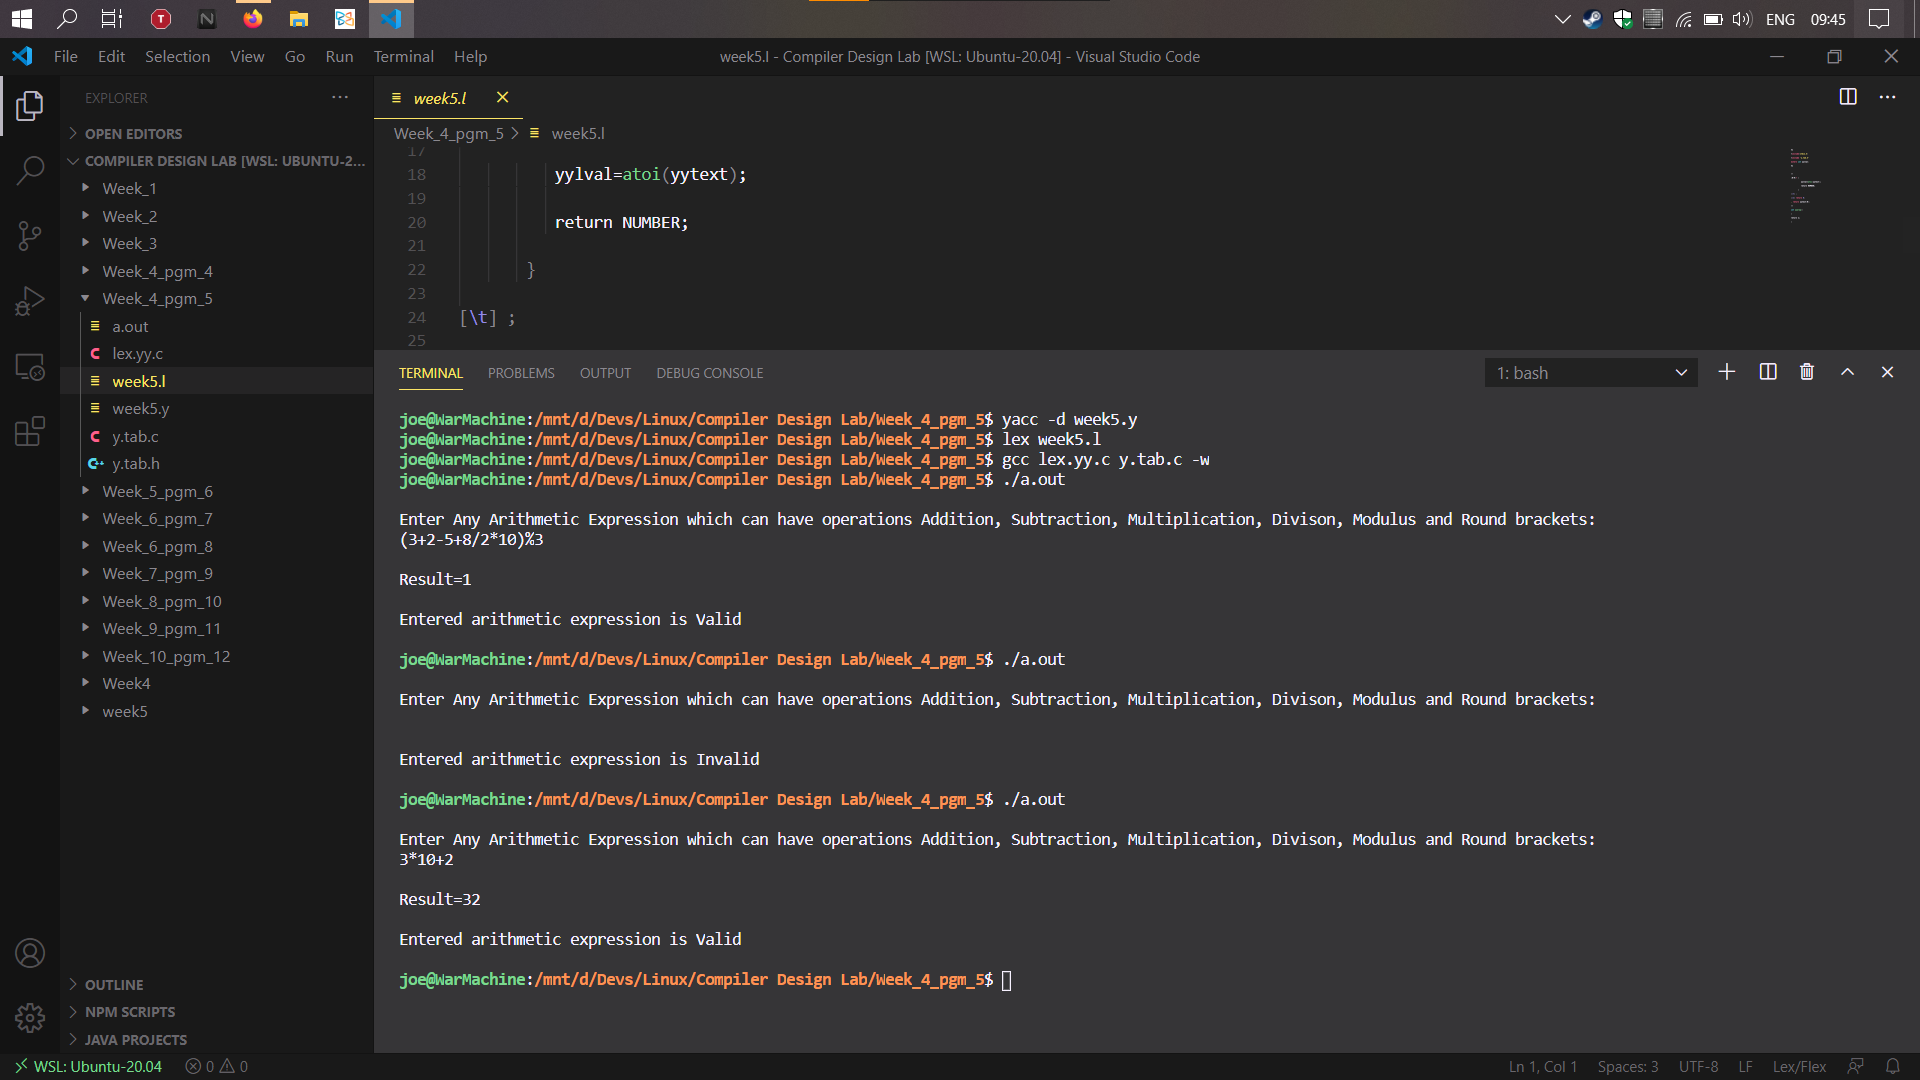 ENG
09:45
File Edit Selection View Go Run Terminal Help
week5.l - Compiler Design Lab [WSL: Ubuntu-20.04] - Visual Studio Code
EXPLORER
OPEN EDITORS
COMPILER DESIGN LAB [WSL: UBUNTU-2...
Week_1
Week_2
Week_3
Week_4_pgm_4
Week_4_pgm_5
a.out
lex.yy.c
week5.l
week5.y
y.tab.c
y.tab.h
Week_5_pgm_6
Week_6_pgm_7
Week_6_pgm_8
Week_7_pgm_9
Week_8_pgm_10
Week_9_pgm_11
Week_10_pgm_12
Week4
week5
OUTLINE
NPM SCRIPTS
JAVA PROJECTS
week5.l
Week_4_pgm_5 > week5.l
17
18 yylval=atoi(yytext);
19
20 return NUMBER;
21
22 }
23
24 [\t] ;
25
TERMINAL PROBLEMS OUTPUT DEBUG CONSOLE
1: bash
joe@WarMachine:/mnt/d/Devs/Linux/Compiler Design Lab/Week_4_pgm_5$ yacc -d week5.y
joe@WarMachine:/mnt/d/Devs/Linux/Compiler Design Lab/Week_4_pgm_5$ lex week5.l
joe@WarMachine:/mnt/d/Devs/Linux/Compiler Design Lab/Week_4_pgm_5$ gcc lex.yy.c y.tab.c -w
joe@WarMachine:/mnt/d/Devs/Linux/Compiler Design Lab/Week_4_pgm_5$ ./a.out
Enter Any Arithmetic Expression which can have operations Addition, Subtraction, Multiplication, Divison, Modulus and Round brackets:
(3+2-5+8/2*10)%3
Result=1
Entered arithmetic expression is Valid
joe@WarMachine:/mnt/d/Devs/Linux/Compiler Design Lab/Week_4_pgm_5$ ./a.out
Enter Any Arithmetic Expression which can have operations Addition, Subtraction, Multiplication, Divison, Modulus and Round brackets:
Entered arithmetic expression is Invalid
joe@WarMachine:/mnt/d/Devs/Linux/Compiler Design Lab/Week_4_pgm_5$ ./a.out
Enter Any Arithmetic Expression which can have operations Addition, Subtraction, Multiplication, Divison, Modulus and Round brackets:
3*10+2
Result=32
Entered arithmetic expression is Valid
joe@WarMachine:/mnt/d/Devs/Linux/Compiler Design Lab/Week_4_pgm_5$
WSL: Ubuntu-20.04 0 0
Ln 1, Col 1 Spaces: 3 UTF-8 LF Lex/Flex